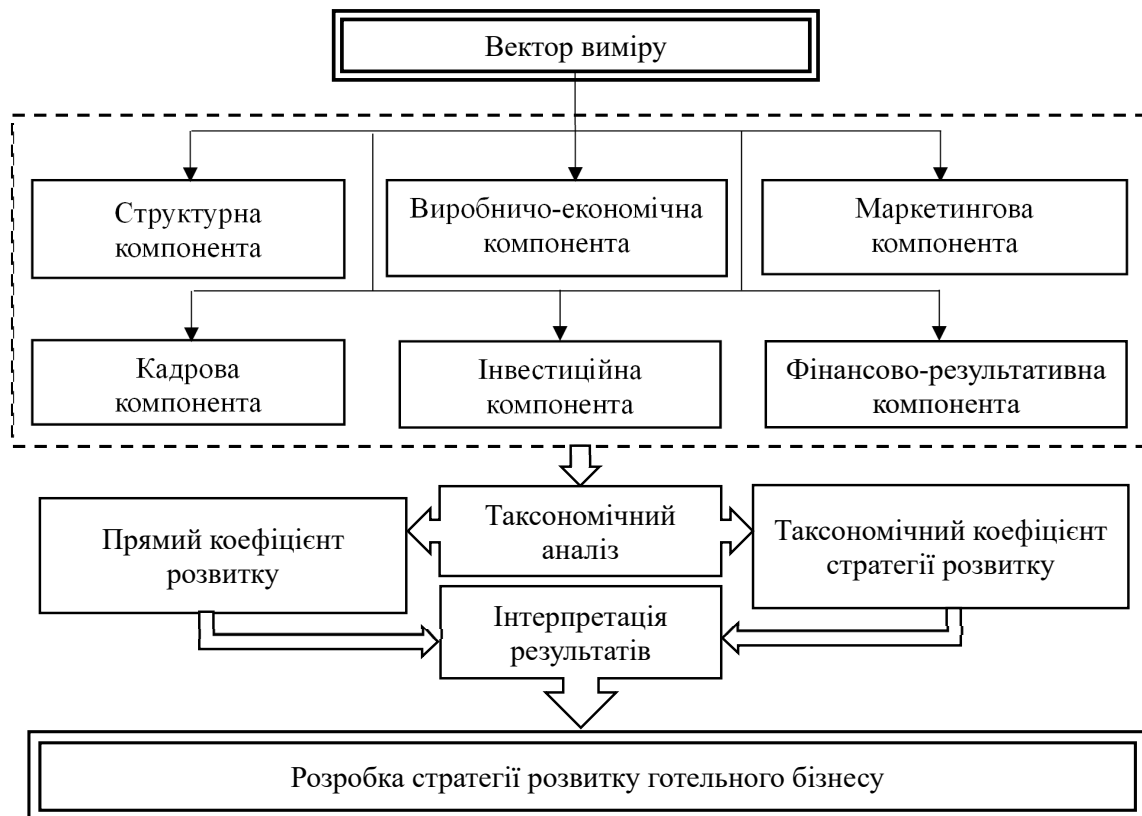 Вектор виміру
Структурна
компонента
Виробничо-економічна
компонента
Маркетингова
компонента
Кадрова
компонента
Інвестиційна
компонента
Фінансово-результативна
компонента
Прямий коефіцієнт
розвитку
Таксономічний
аналіз
Таксономічний коефіцієнт
стратегії розвитку
Інтерпретація
результатів
Розробка стратегії розвитку готельного бізнесу